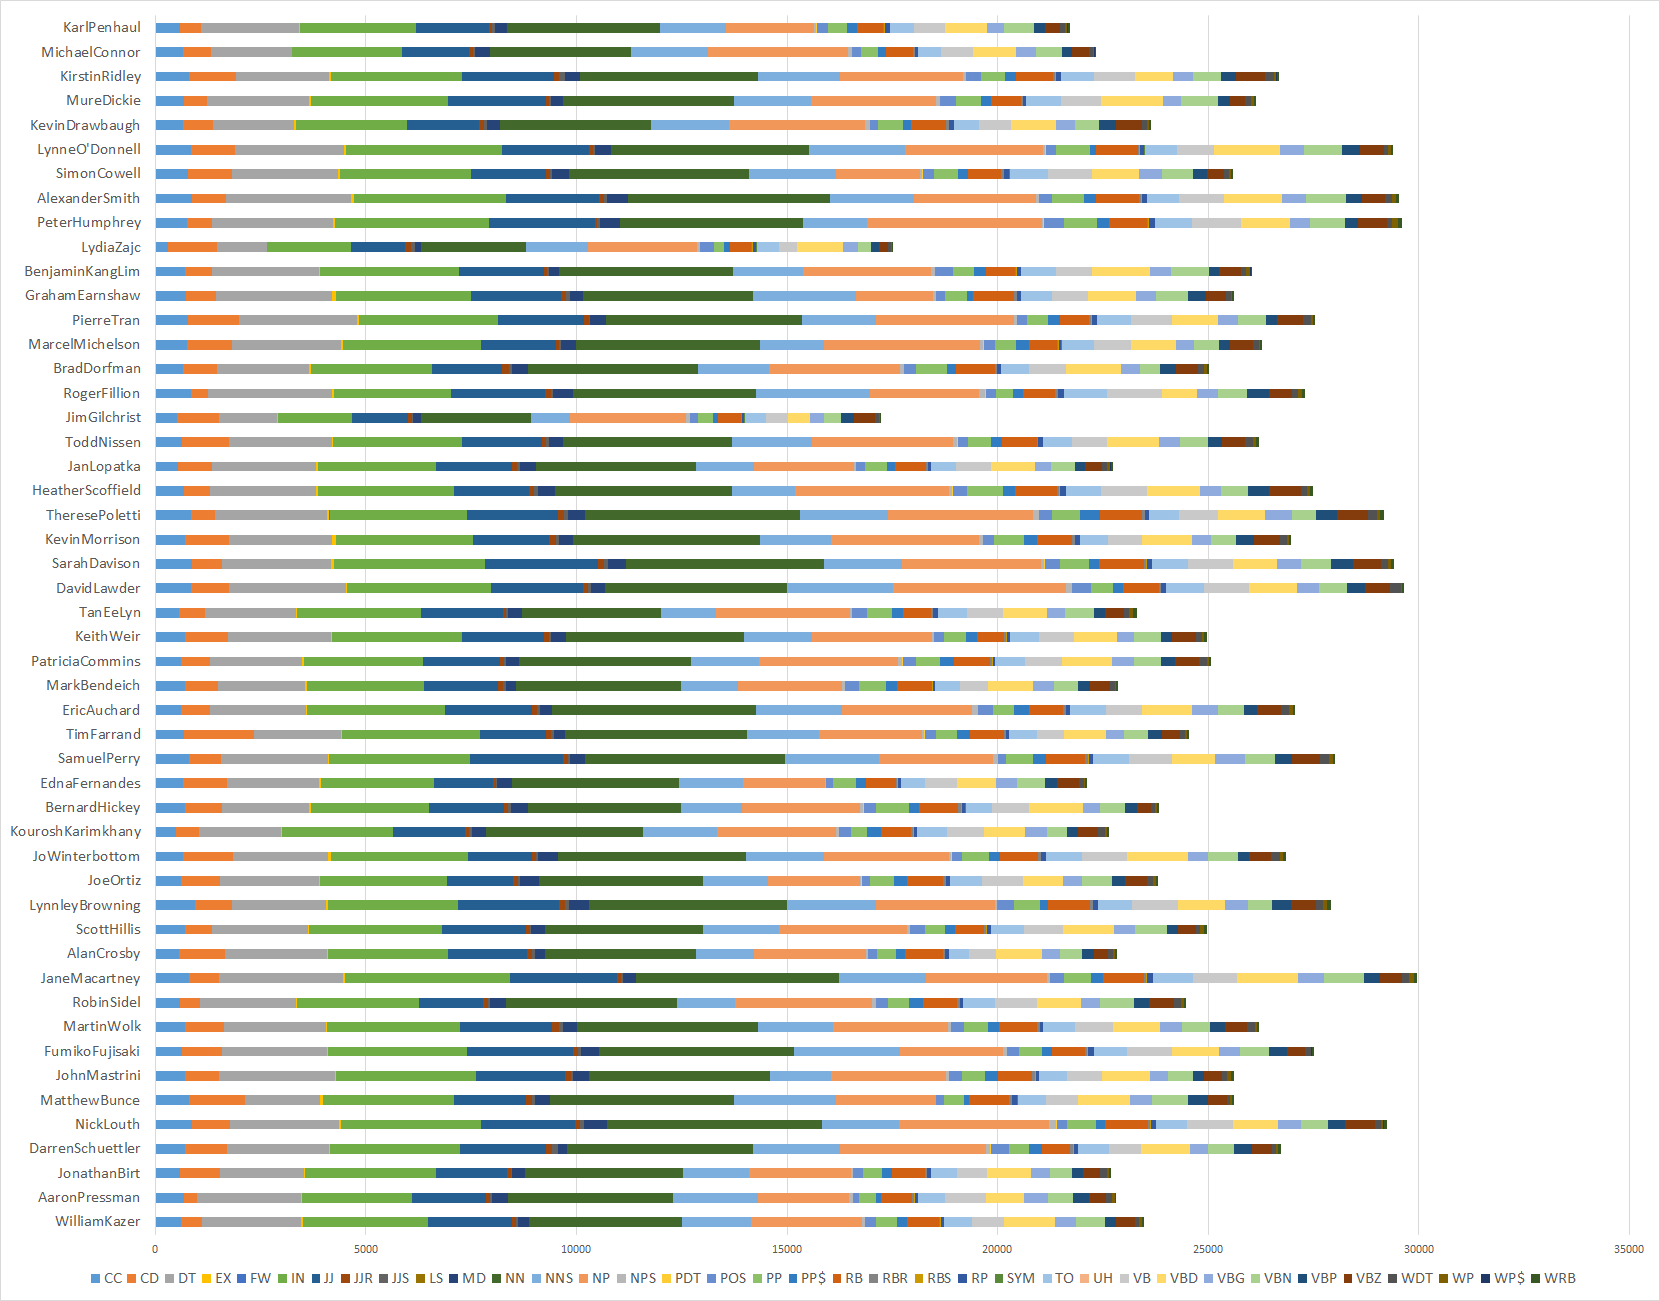 KarlPenhaul
MichaelConnor
KirstinRidley
MureDickie
KevinDrawbaugh
LynneO'Donnell
SimonCowell
AlexanderSmith
PeterHumphrey
LydiaZajc
BenjaminKangLim
GrahamEarnshaw
PierreTran
MarcelMichelson
BradDorfman
RogerFillion
JimGilchrist
ToddNissen
JanLopatka
HeatherScoffield
TheresePoletti
KevinMorrison
SarahDavison
DavidLawder
TanEeLyn
KeithWeir
PatriciaCommins
MarkBendeich
EricAuchard
TimFarrand
SamuelPerry
EdnaFernandes
BernardHickey
KouroshKarimkhany
JoWinterbottom
JoeOrtiz
LynnleyBrowning
ScottHillis
AlanCrosby
JaneMacartney
RobinSidel
MartinWolk
FumikoFujisaki
JohnMastrini
MatthewBunce
NickLouth
DarrenSchuettler
JonathanBirt
AaronPressman
WilliamKazer
0 5000 10000 15000 20000 25000 30000 35000
CC CD DT EX FW IN JJ JJR JJS LS MD NN NNS NP NPS PDT POS PP PP$ RB RBR RBS RP SYM TO UH VB VBD VBG VBN VBP VBZ WDT WP WP$ WRB